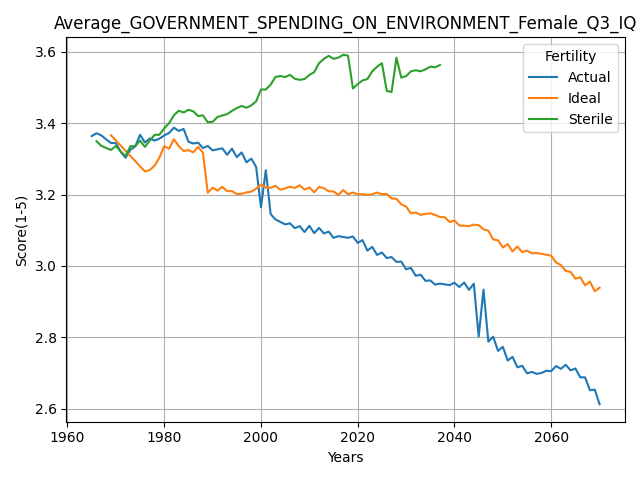 Average_GOVERNMENT_SPENDING_ON_ENVIRONMENT_Female_Q3_IQ
Fertility
Actual
Ideal
Sterile
Score(1-5)
3.6
3.4
3.2
3.0
2.8
2.6
1960
1980
2000
2020
2040
2060
Years